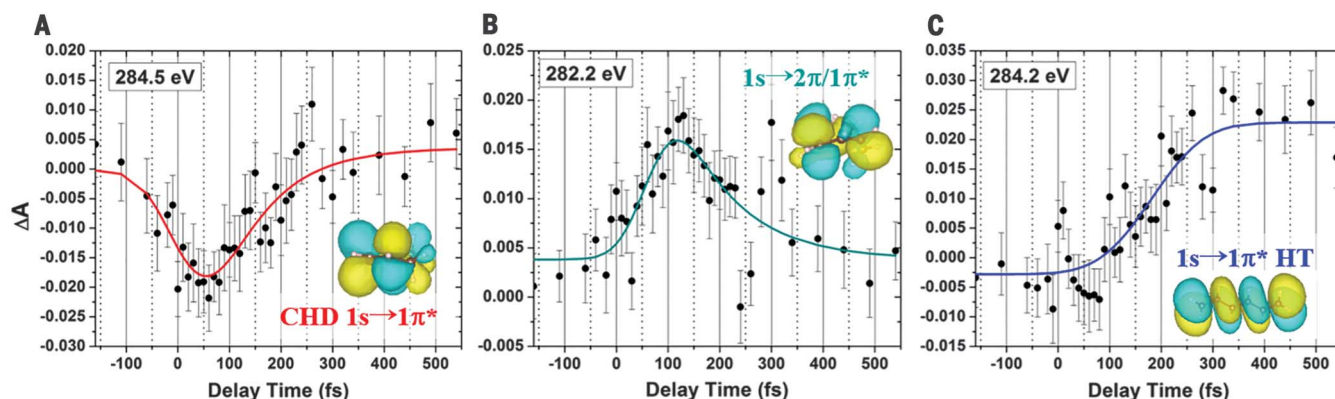 A
ΔA
0.020
0.015
0.010
0.005
0.000
-0.005
-0.010
-0.015
-0.020
-0.025
-0.030
284.5 eV
CHD 1s→1π*
-100 0 100 200 300 400 500
Delay Time (fs)
B
0.025
0.020
0.015
0.010
0.005
0.000
-0.005
282.2 eV
1s→2π/1π*
-100 0 100 200 300 400 500
Delay Time (fs)
C
0.035
0.030
0.025
0.020
0.015
0.010
0.005
0.000
-0.005
-0.010
-0.015
284.2 eV
1s→1π* HT
-100 0 100 200 300 400 500
Delay Time (fs)